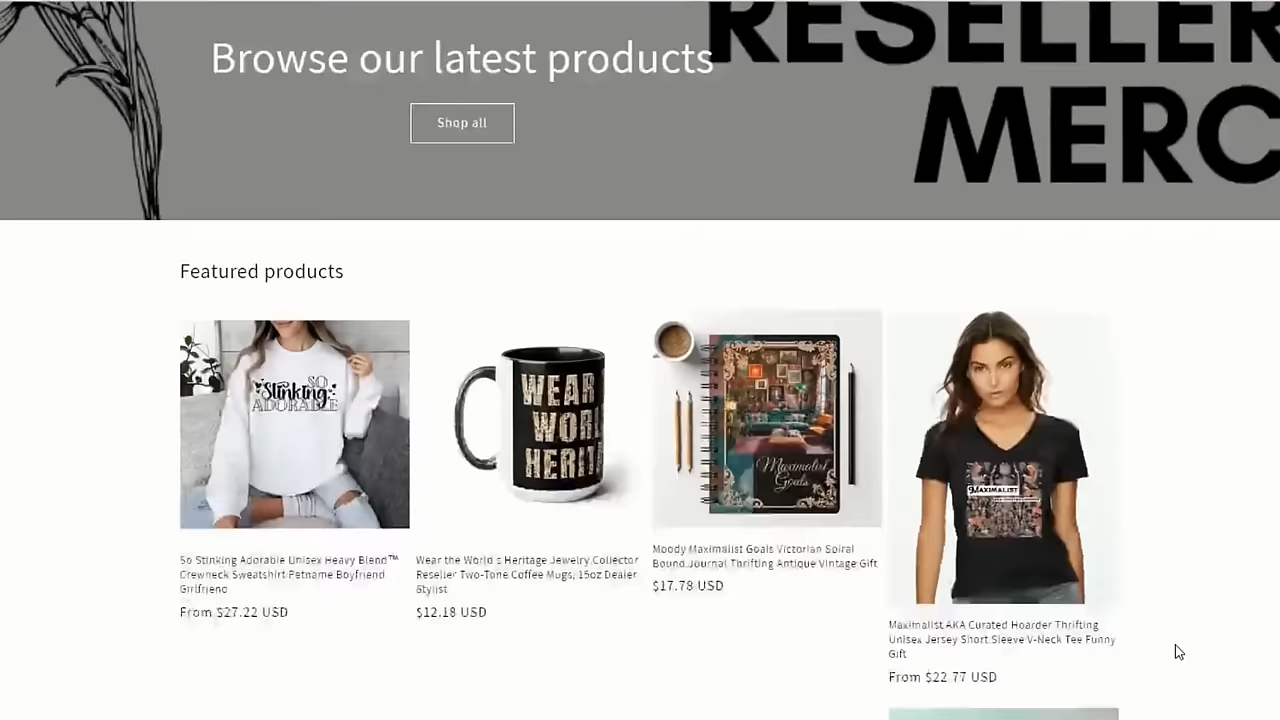 RESELLER
Browse our latest products
MERC
Shop all
Featured products
SO
Stinking
ADORABLE
WEAR
WORL
HERIT
Maximalist
Goals
MAXIMALIST
So Stinking Adorable Unisex Heavy Blend™
Crewneck Sweatshirt Petname Boyfriend
Girlfriend
From $27.22 USD
Wear the World's Heritage Jewelry Collector
Reseller Two-Tone Coffee Mugs, 15oz Dealer
Stylist
$12.18 USD
Moody Maximalist Goals Victorian Spiral
Bound Journal Thrifting Antique Vintage Gift
$17.78 USD
Maximalist AKA Curated Hoarder Thrifting
Unisex Jersey Short Sleeve V-Neck Tee Funny
Gift
From $22.77 USD